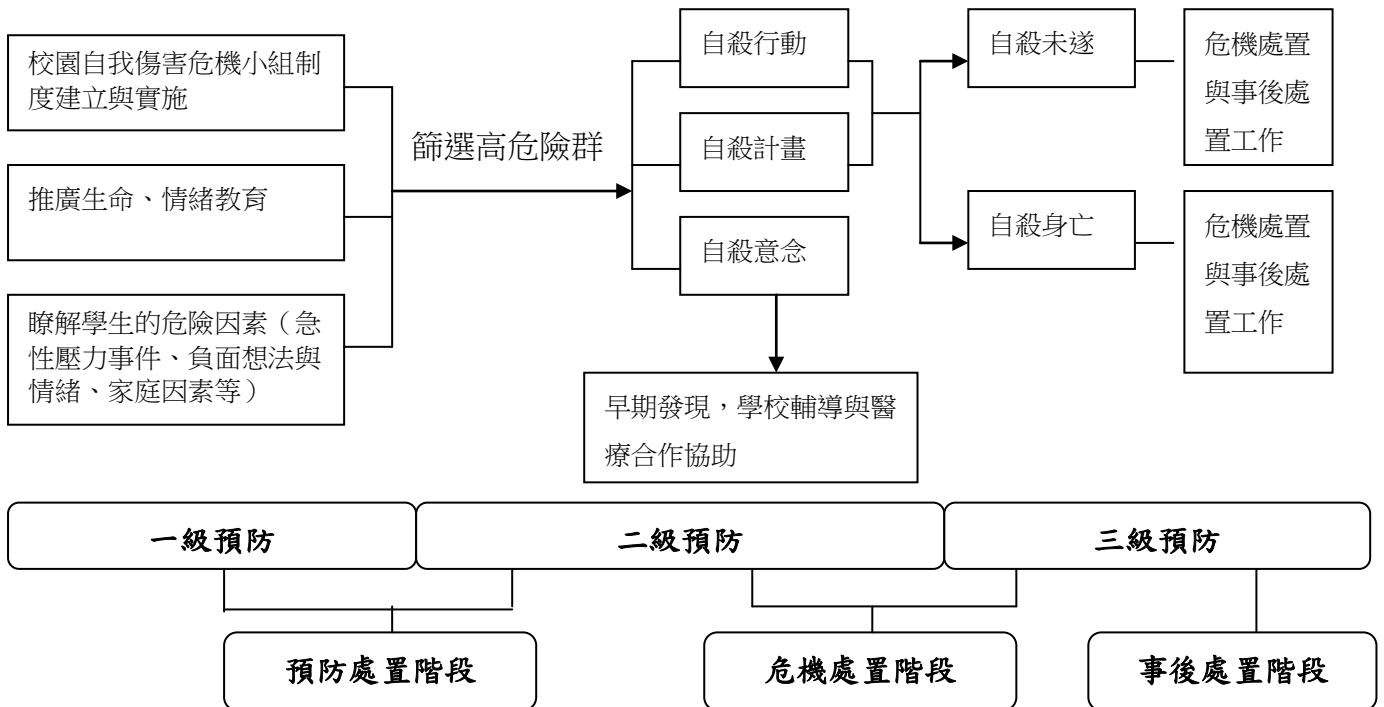 校園自我傷害危機小組制
度建立與實施
推廣生命、情緒教育
瞭解學生的危險因素（急
性壓力事件、負面想法與
情緒、家庭因素等）
篩選高危險群
自殺行動
自殺計畫
自殺意念
早期發現，學校輔導與醫
療合作協助
自殺未遂
自殺身亡
危機處置
與事後處
置工作
危機處置
與事後處
置工作
一級預防
二級預防
三級預防
預防處置階段
危機處置階段
事後處置階段